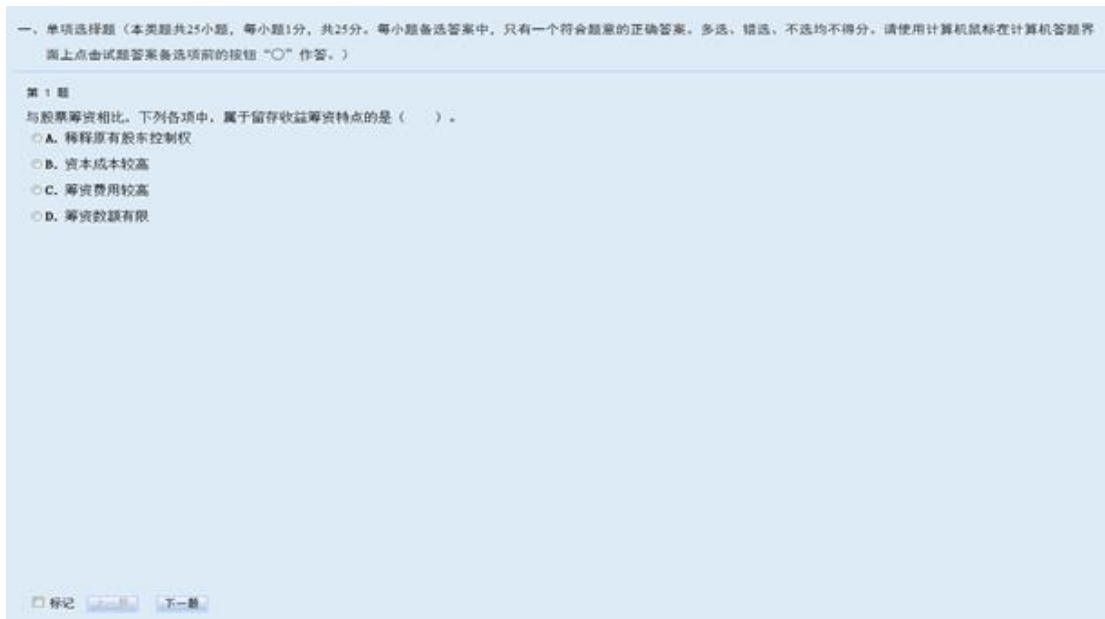 一、单项选择题（本类题共25小题，每小题1分，共25分。每小题备选答案中，只有一个符合题意的正确答案。多选、错选、不选均不得分。请使用计算机鼠标在计算机答题界
面上点击试题答案备选项前的按钮“○”作答。）
第 1 题
与股票筹资相比，下列各项中，属于留存收益筹资特点的是（　　）。
A. 稀释原有股东控制权
B. 资本成本较高
C. 筹资费用较高
D. 筹资数额有限
标记 上一题 下一题